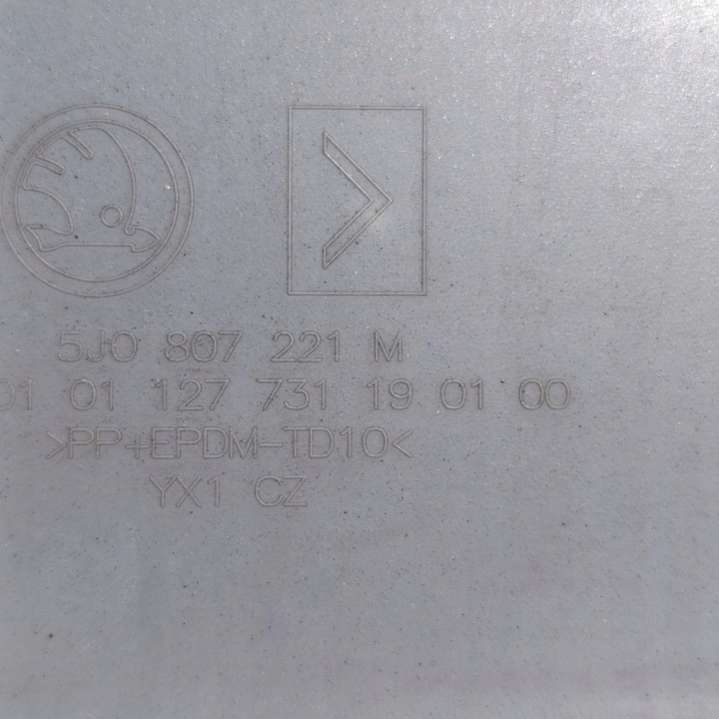 5J0 807 221 M
01 01 127 731 19 01 00
>PP+EPDM-TD10<
YX1 CZ